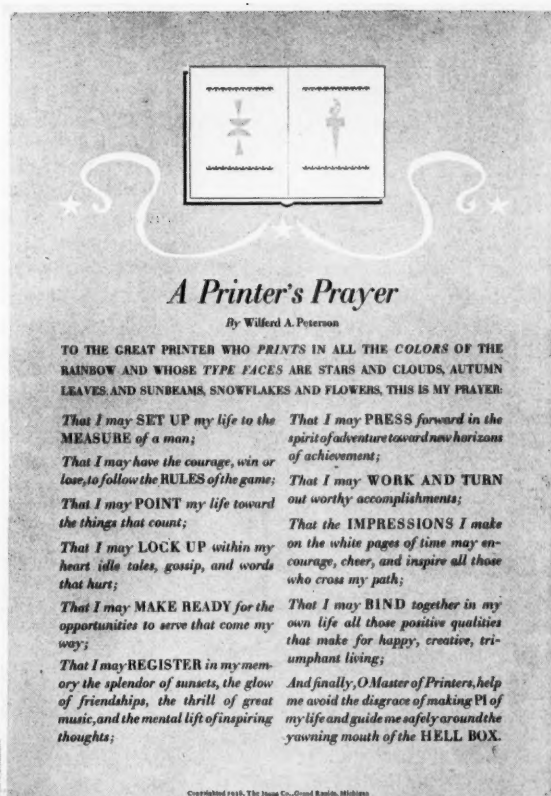 A Printer's Prayer
By Wilferd A. Peterson
TO THE GREAT PRINTER WHO PRINTS IN ALL THE COLORS OF THE
RAINBOW AND WHOSE TYPE FACES ARE STARS AND CLOUDS, AUTUMN
LEAVES AND SUNBEAMS, SNOWFLAKES AND FLOWERS, THIS IS MY PRAYER:
That I may SET UP my life to the
MEASURE of a man;
That I may have the courage, win or
lose, to follow the RULES of the game;
That I may POINT my life toward
the things that count;
That I may LOCK UP within my
heart idle tales, gossip, and words
that hurt;
That I may MAKE READY for the
opportunities to serve that come my
way;
That I may REGISTER in my mem-
ory the splendor of sunsets, the glow
of friendships, the thrill of great
music, and the mental lift of inspiring
thoughts;
That I may PRESS forward in the
spirit of adventure toward new horizons
of achievement;
That I may WORK AND TURN
out worthy accomplishments;
That the IMPRESSIONS I make
on the white pages of time may en-
courage, cheer, and inspire all those
who cross my path;
That I may BIND together in my
own life all those positive qualities
that make for happy, creative, tri-
umphant living;
And finally, O Master of Printers, help
me avoid the disgrace of making PI of
my life and guide me safely around the
yawning mouth of the HELL BOX.
Copyrighted The Co., Grand Rapids, Michigan